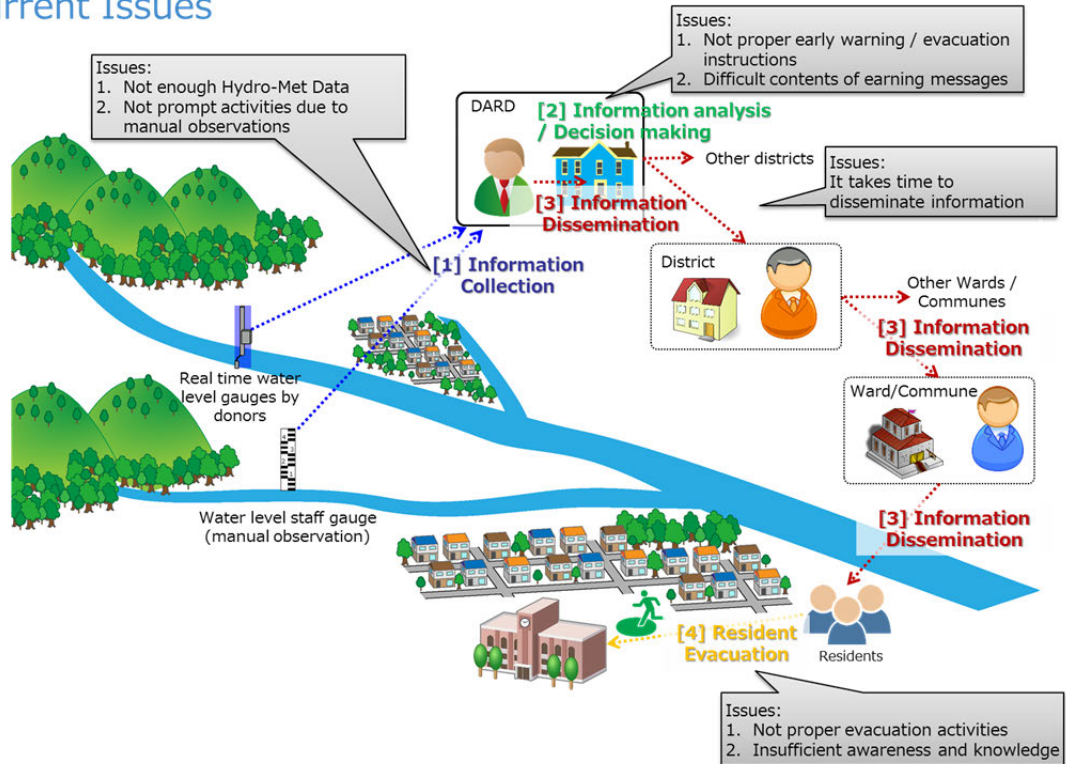 Issues
Issues:
1. Not enough Hydro-Met Data
2. Not prompt activities due to
manual observations
Issues:
1. Not proper early warning / evacuation
instructions
2. Difficult contents of earning messages
DARD
[2] Information analysis
/ Decision making
Other districts
[3] Information
Dissemination
Issues:
It takes time to
disseminate information
[1] Information
Collection
District
Other Wards /
Communes
[3] Information
Dissemination
Real time water
level gauges by
donors
Ward/Commune
Water level staff gauge
(manual observation)
[3] Information
Dissemination
[4] Resident
Evacuation
Residents
Issues:
1. Not proper evacuation activities
2. Insufficient awareness and knowledge